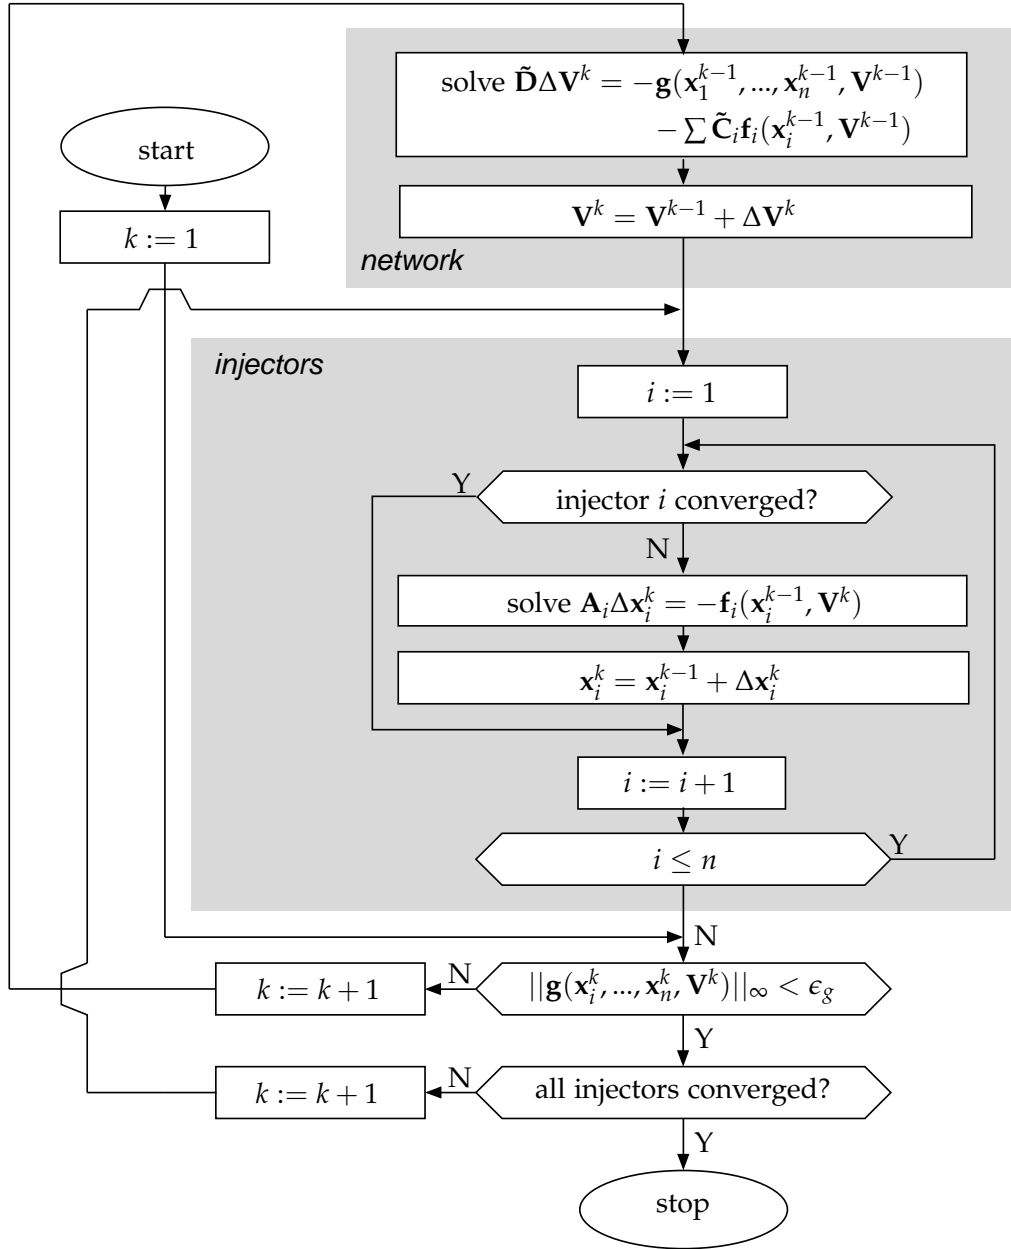 solve D̃ΔV^k = −g(x_1^{k−1}, ..., x_n^{k−1}, V^{k−1})
− ∑ C̃_i f_i(x_i^{k−1}, V^{k−1})
start
V^k = V^{k−1} + ΔV^k
k := 1
network
injectors
i := 1
Y
injector i converged?
N
solve A_i Δx_i^k = −f_i(x_i^{k−1}, V^k)
x_i^k = x_i^{k−1} + Δx_i^k
i := i + 1
i ≤ n
Y
N
k := k + 1
N
||g(x_i^k, ..., x_n^k, V^k)||_∞ < ϵ_g
Y
k := k + 1
N
all injectors converged?
Y
stop